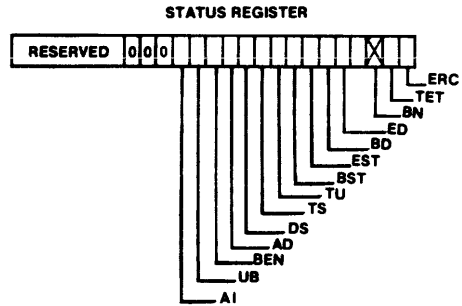 STATUS REGISTER
RESERVED 0 0 0
ERC
TET
BN
ED
BD
EST
BST
TU
TS
DS
AD
BEN
UB
AI